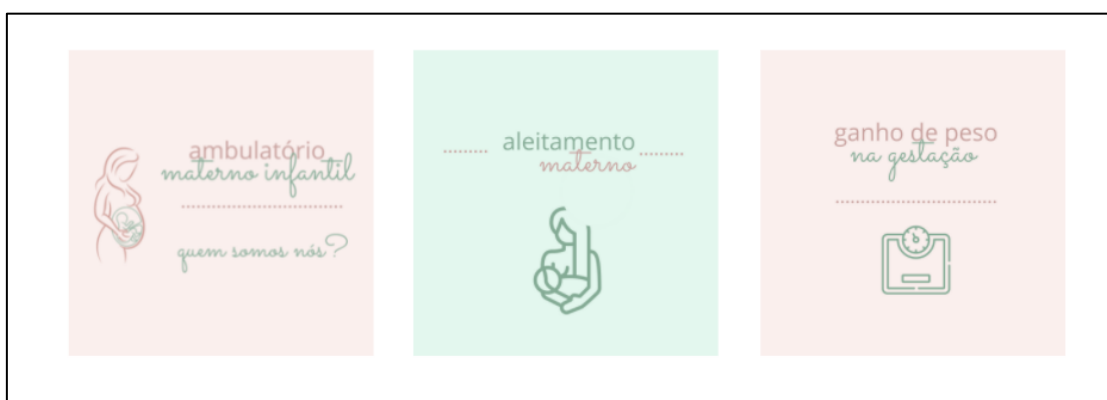 ambulatório
materno infantil
quem somos nós?
aleitamento
materno
ganho de peso
na gestação